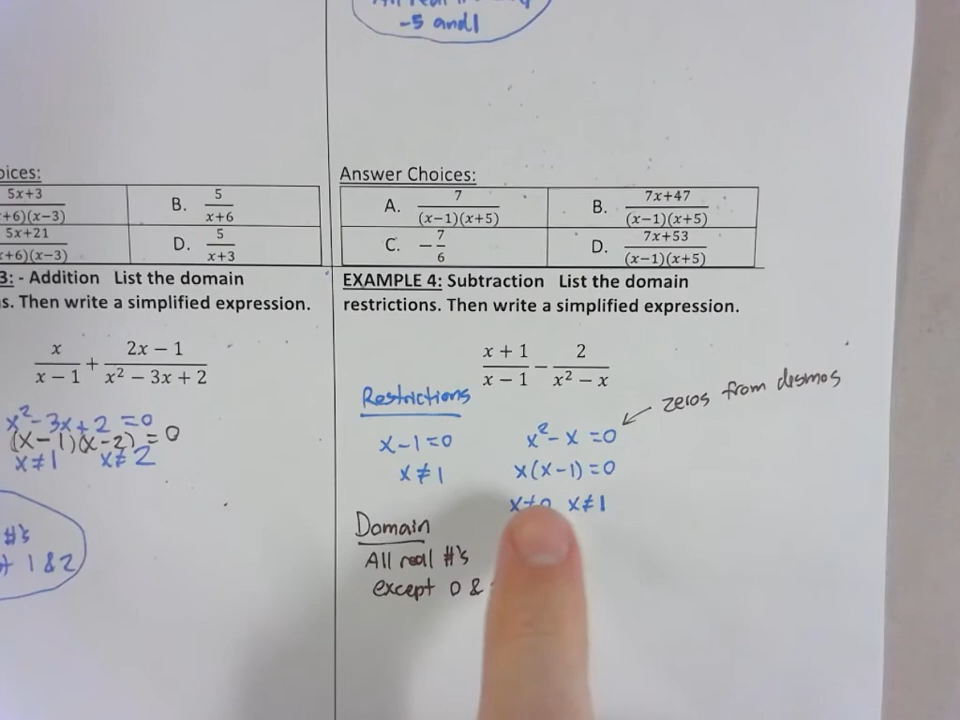 -5 and 1
oices:
5x+3
+6)(x−3)
B. 5/(x+6)
5x+21
+6)(x−3)
D. 5/(x+3)
3: - Addition List the domain
s. Then write a simplified expression.
x/(x − 1) + (2x − 1)/(x² − 3x + 2)
x²-3x+2=0
(x-1)(x-2)=0
x≠1 x≠2
#'s
1 & 2
Answer Choices:
A. 7/((x−1)(x+5))
B. (7x+47)/((x−1)(x+5))
C. −7/6
D. (7x+53)/((x−1)(x+5))
EXAMPLE 4: Subtraction List the domain
restrictions. Then write a simplified expression.
(x + 1)/(x − 1) − 2/(x² − x)
Restrictions
zeros from desmos
x-1=0
x≠1
x²-x=0
x(x-1)=0
x≠0 x≠1
Domain
All real #'s
except 0 &